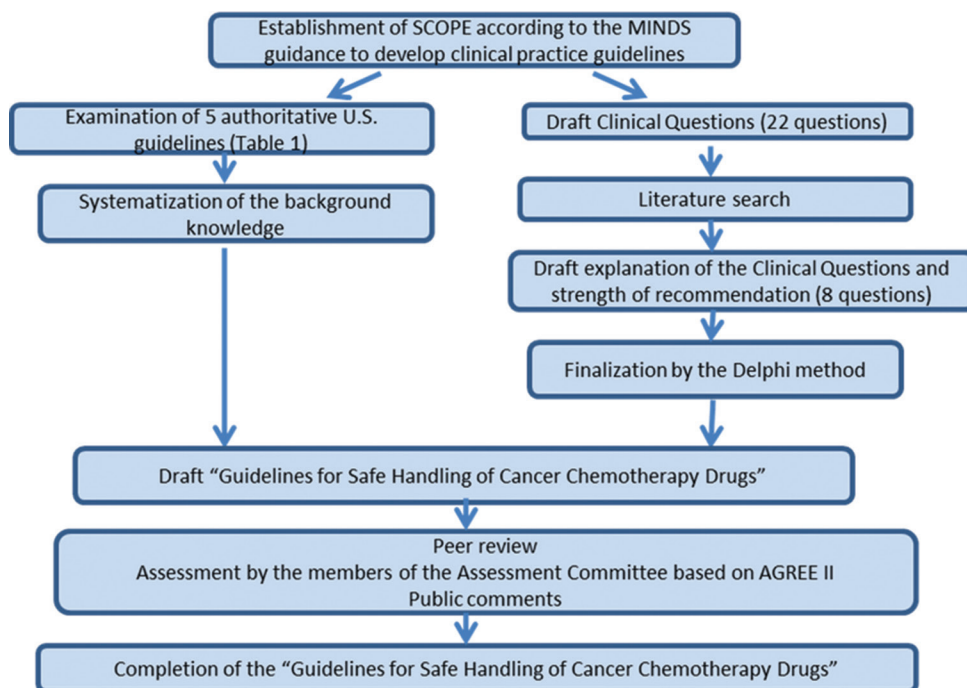 Establishment of SCOPE according to the MINDS
guidance to develop clinical practice guidelines
Examination of 5 authoritative U.S.
guidelines (Table 1)
Systematization of the background
knowledge
Draft Clinical Questions (22 questions)
Literature search
Draft explanation of the Clinical Questions and
strength of recommendation (8 questions)
Finalization by the Delphi method
Draft “Guidelines for Safe Handling of Cancer Chemotherapy Drugs”
Peer review
Assessment by the members of the Assessment Committee based on AGREE II
Public comments
Completion of the “Guidelines for Safe Handling of Cancer Chemotherapy Drugs”